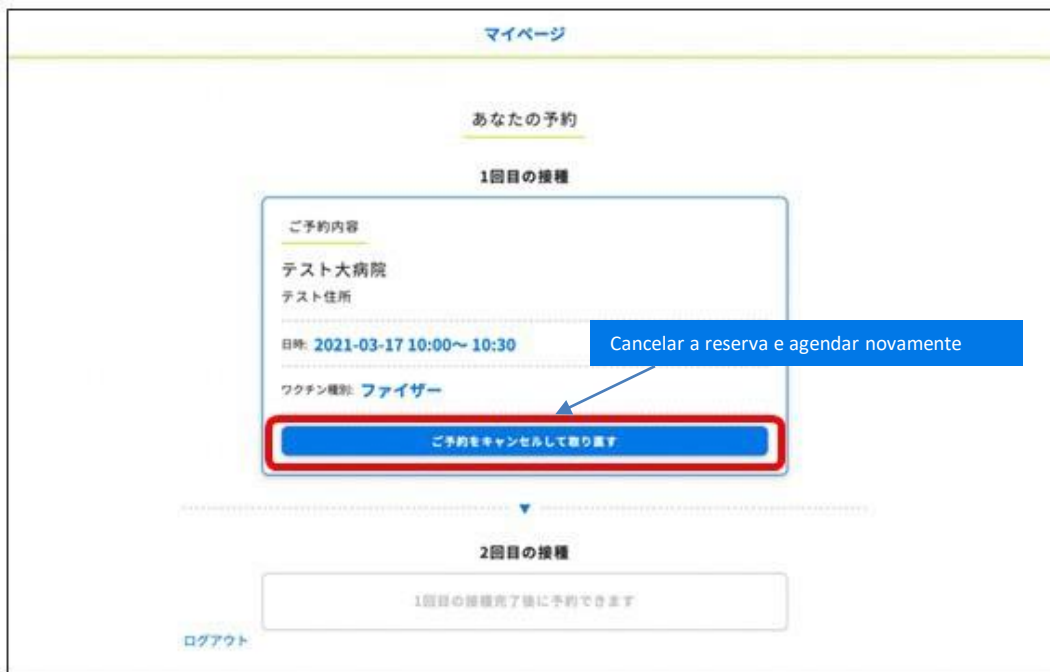 マイページ
あなたの予約
1回目の接種
ご予約内容
テスト大病院
テスト住所
日時: 2021-03-17 10:00～ 10:30
Cancelar a reserva e agendar novamente
ワクチン種別: ファイザー
ご予約をキャンセルして取り直す
2回目の接種
1回目の接種完了後に予約できます
ログアウト